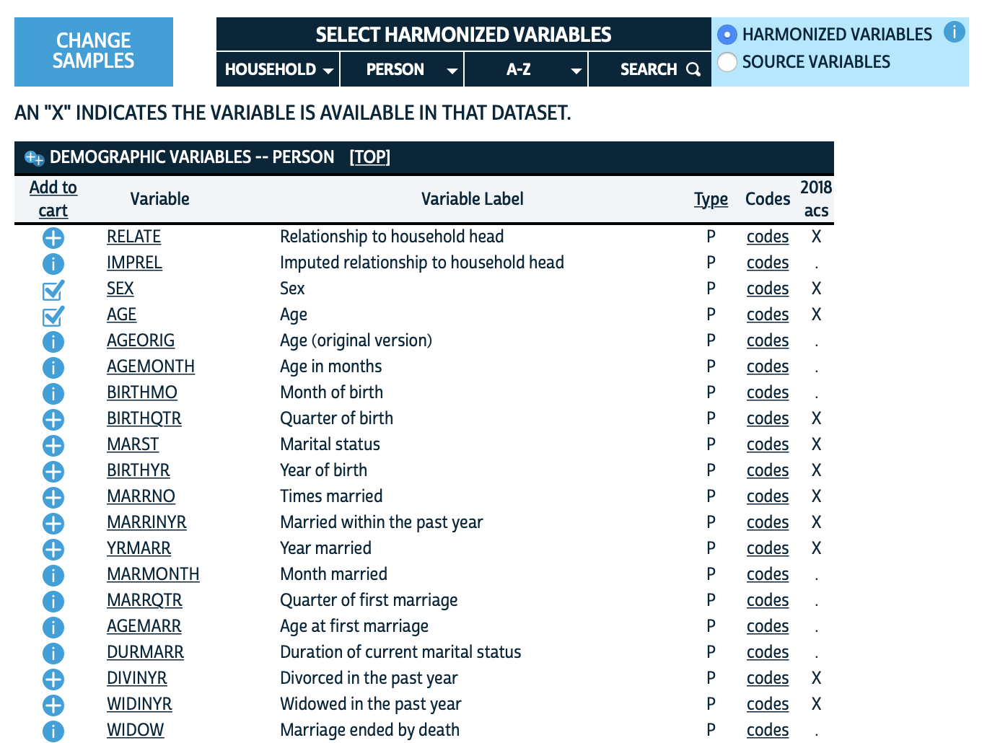 CHANGE
SAMPLES
SELECT HARMONIZED VARIABLES
HOUSEHOLD PERSON A-Z SEARCH
HARMONIZED VARIABLES i
SOURCE VARIABLES
AN "X" INDICATES THE VARIABLE IS AVAILABLE IN THAT DATASET.
DEMOGRAPHIC VARIABLES -- PERSON [TOP]
Add to cart Variable Variable Label Type Codes 2018 acs
RELATE Relationship to household head P codes X
i IMPREL Imputed relationship to household head P codes .
SEX Sex P codes X
AGE Age P codes X
i AGEORIG Age (original version) P codes .
i AGEMONTH Age in months P codes .
i BIRTHMO Month of birth P codes .
BIRTHQTR Quarter of birth P codes X
MARST Marital status P codes X
BIRTHYR Year of birth P codes X
MARRNO Times married P codes X
MARRINYR Married within the past year P codes X
YRMARR Year married P codes X
i MARMONTH Month married P codes .
i MARRQTR Quarter of first marriage P codes .
i AGEMARR Age at first marriage P codes .
i DURMARR Duration of current marital status P codes .
DIVINYR Divorced in the past year P codes X
WIDINYR Widowed in the past year P codes X
i WIDOW Marriage ended by death P codes .